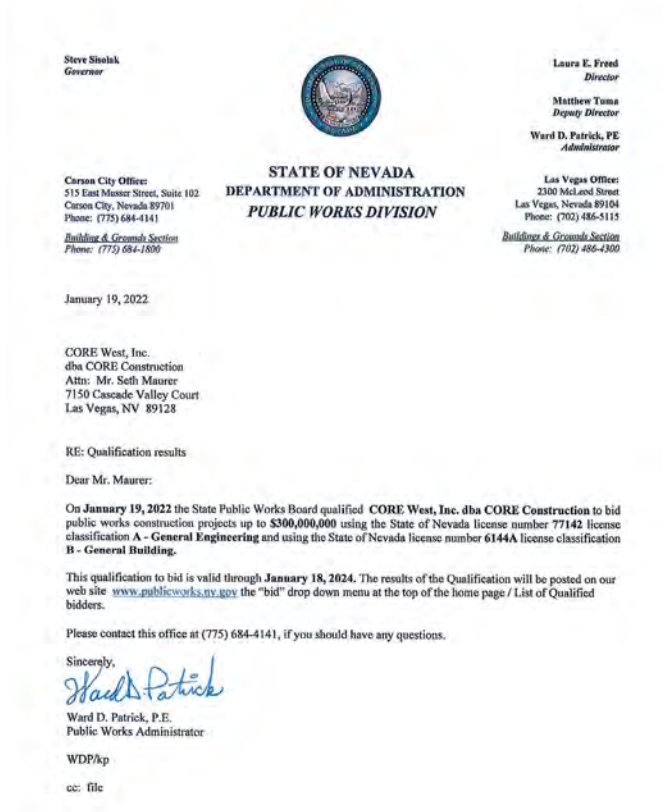 Steve Sisolak
Governor
Laura E. Freed
Director
Matthew Tuma
Deputy Director
Ward D. Patrick, PE
Administrator
Carson City Office:
515 East Musser Street, Suite 102
Carson City, Nevada 89701
Phone: (775) 684-4141
Building & Grounds Section
Phone: (775) 684-1800
STATE OF NEVADA
DEPARTMENT OF ADMINISTRATION
PUBLIC WORKS DIVISION
Las Vegas Office:
2300 McLeod Street
Las Vegas, Nevada 89104
Phone: (702) 486-5115
Buildings & Grounds Section
Phone: (702) 486-4300
January 19, 2022
CORE West, Inc.
dba CORE Construction
Attn: Mr. Seth Maurer
7150 Cascade Valley Court
Las Vegas, NV 89128
RE: Qualification results
Dear Mr. Maurer:
On January 19, 2022 the State Public Works Board qualified CORE West, Inc. dba CORE Construction to bid
public works construction projects up to $300,000,000 using the State of Nevada license number 77142 license
classification A - General Engineering and using the State of Nevada license number 6144A license classification
B - General Building.
This qualification to bid is valid through January 18, 2024. The results of the Qualification will be posted on our
web site www.publicworks.nv.gov the "bid" drop down menu at the top of the home page / List of Qualified
bidders.
Please contact this office at (775) 684-4141, if you should have any questions.
Sincerely,
Ward D. Patrick
Ward D. Patrick, P.E.
Public Works Administrator
WDP/kp
cc: file